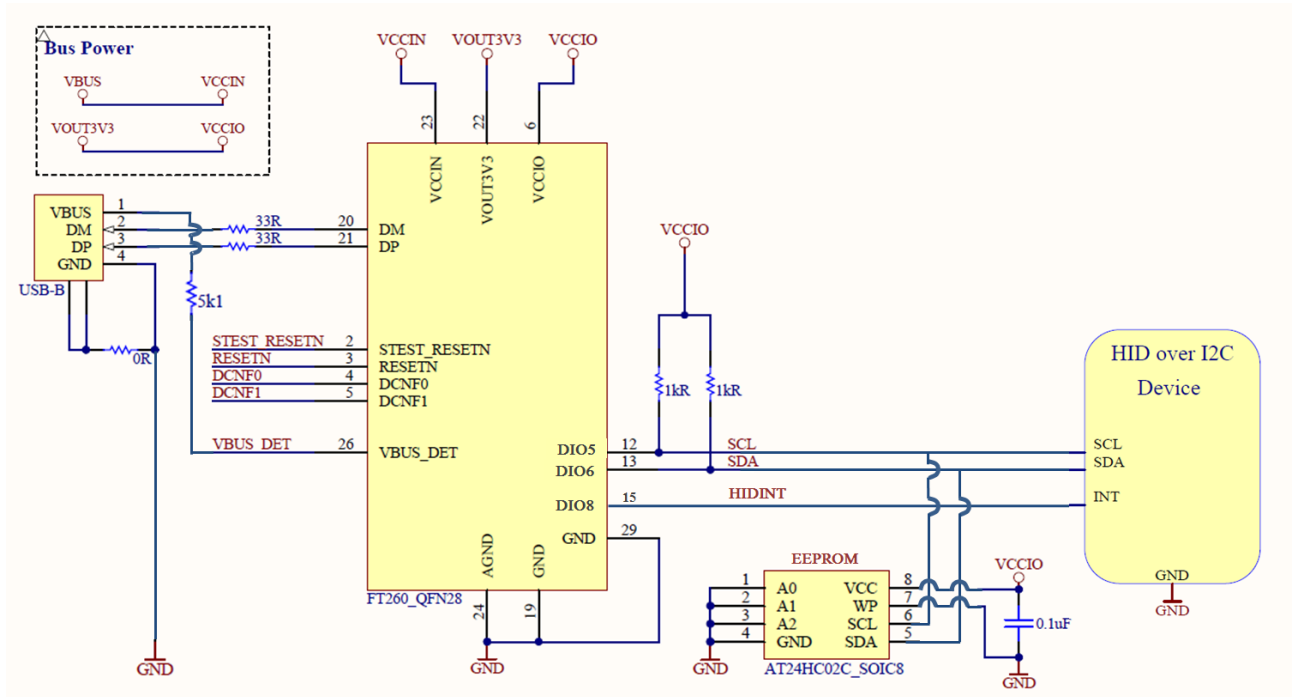 Bus Power
VBUS VCCIN
VOUT3V3 VCCIO
VCCIN VOUT3V3 VCCIO
23 22 6
VCCIN VOUT3V3 VCCIO
VBUS 1
DM 2 33R 20 DM
DP 3 33R 21 DP
GND 4
USB-B
5k1
0R
STEST_RESETN 2 STEST_RESETN
RESETN 3 RESETN
DCNF0 4 DCNF0
DCNF1 5 DCNF1
VBUS_DET 26 VBUS_DET
VCCIO
1kR 1kR
DIO5 12 SCL
DIO6 13 SDA
DIO8 15 HIDINT
GND 29
AGND GND
24 19
FT260_QFN28
GND
GND
HID over I2C
Device
SCL
SDA
INT
GND
GND
EEPROM
1 A0 VCC 8
2 A1 WP 7
3 A2 SCL 6
4 GND SDA 5
AT24HC02C_SOIC8
GND
VCCIO
0.1uF
GND